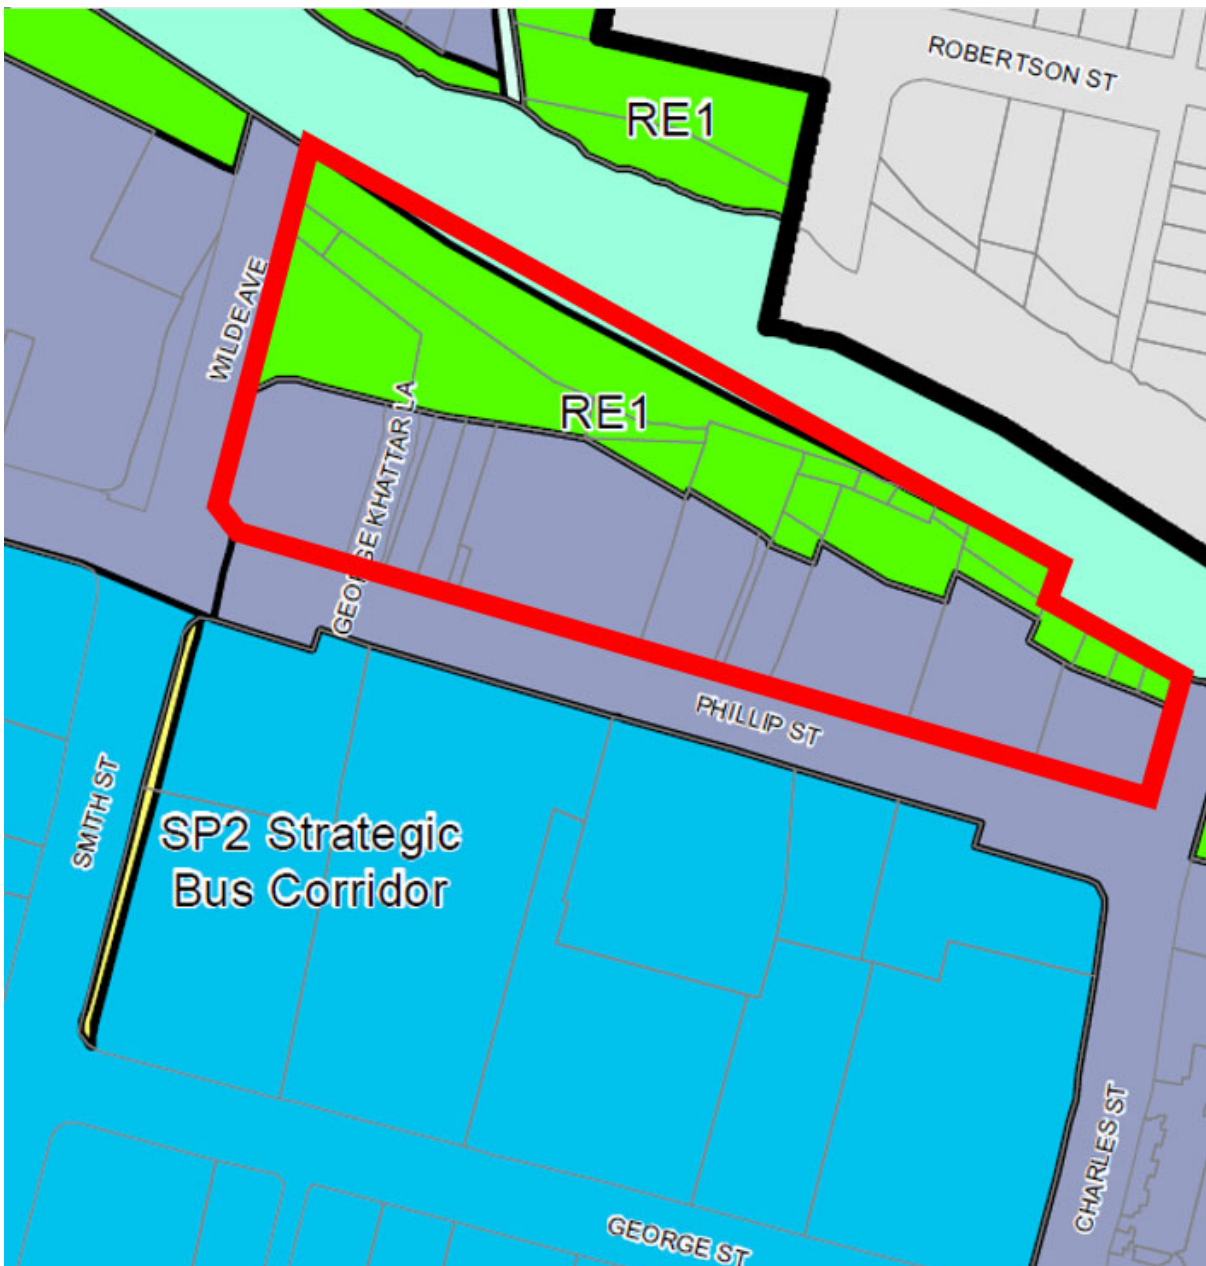 ROBERTSON ST
RE1
WILDE AVE
RE1
GEORGE KHATTAR LA
PHILLIP ST
SMITH ST
SP2 Strategic
Bus Corridor
CHARLES ST
GEORGE ST